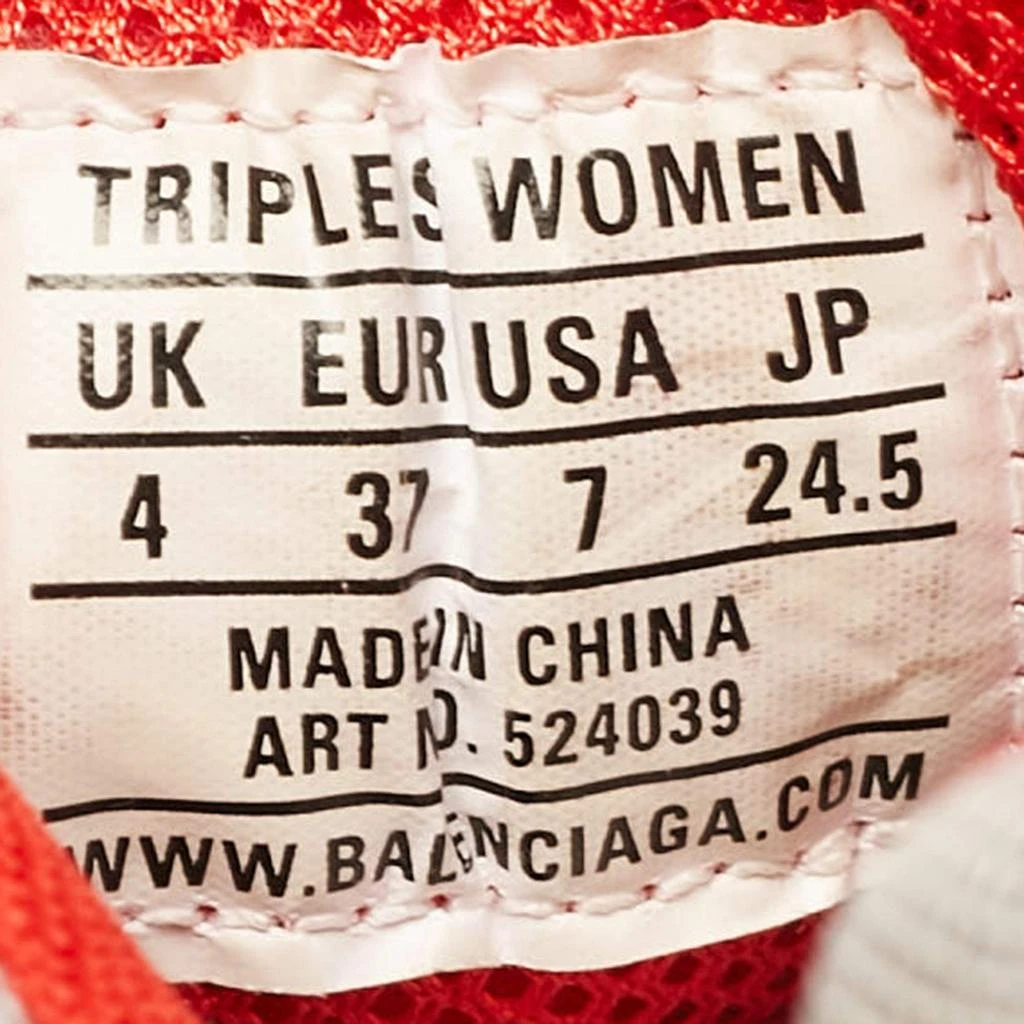 TRIPLES WOMEN
UK EUR USA JP
4 37 7 24.5
MADE IN CHINA
ART NO. 524039
WWW.BALENCIAGA.COM